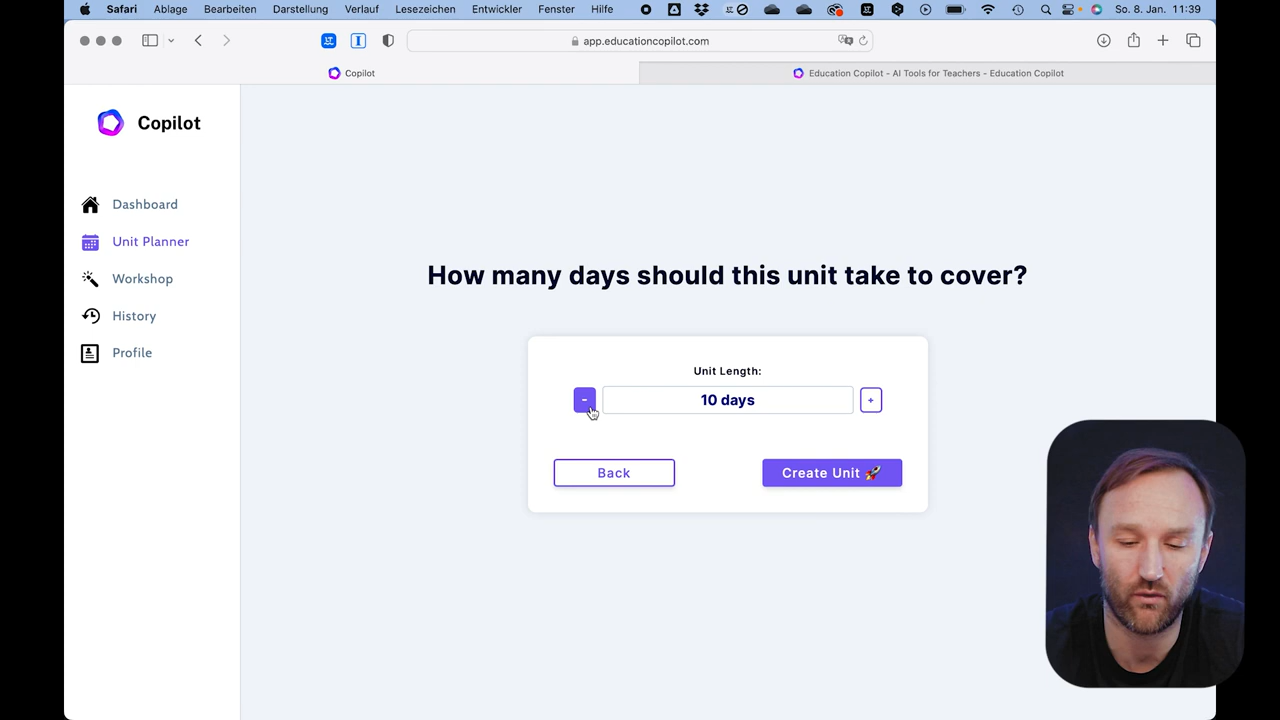 Safari Ablage Bearbeiten Darstellung Verlauf Lesezeichen Entwickler Fenster Hilfe So. 8. Jan. 11:39
app.educationcopilot.com
Copilot
Education Copilot - AI Tools for Teachers - Education Copilot
Copilot
Dashboard
Unit Planner
Workshop
History
Profile
How many days should this unit take to cover?
Unit Length:
- 10 days +
Back
Create Unit 🚀